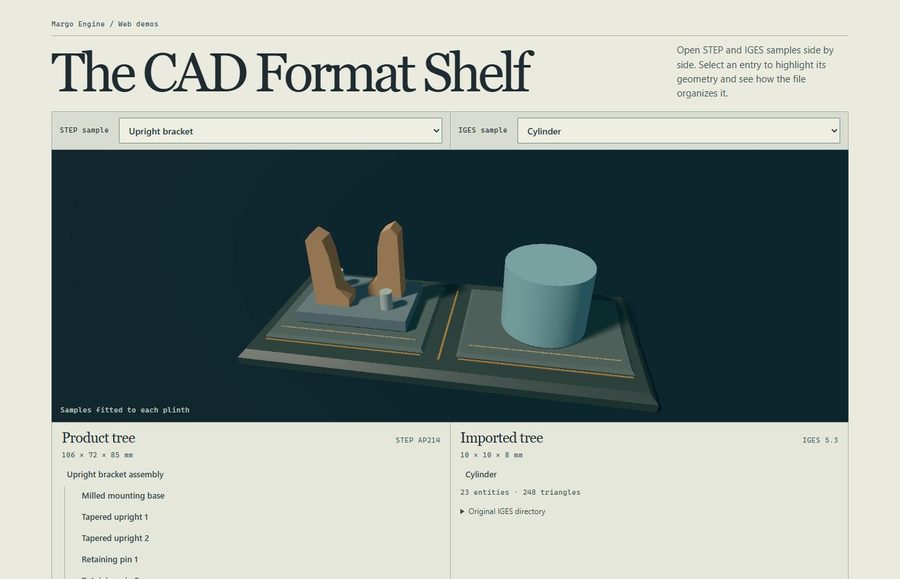 Margo Engine / Web demos
The CAD Format Shelf
Open STEP and IGES samples side by
side. Select an entry to highlight its
geometry and see how the file
organizes it.
STEP sample
Upright bracket
IGES sample
Cylinder
Samples fitted to each plinth
Product tree
STEP AP214
106 × 72 × 85 mm
Upright bracket assembly
Milled mounting base
Tapered upright 1
Tapered upright 2
Retaining pin 1
Imported tree
IGES 5.3
10 × 10 × 8 mm
Cylinder
23 entities · 248 triangles
Original IGES directory